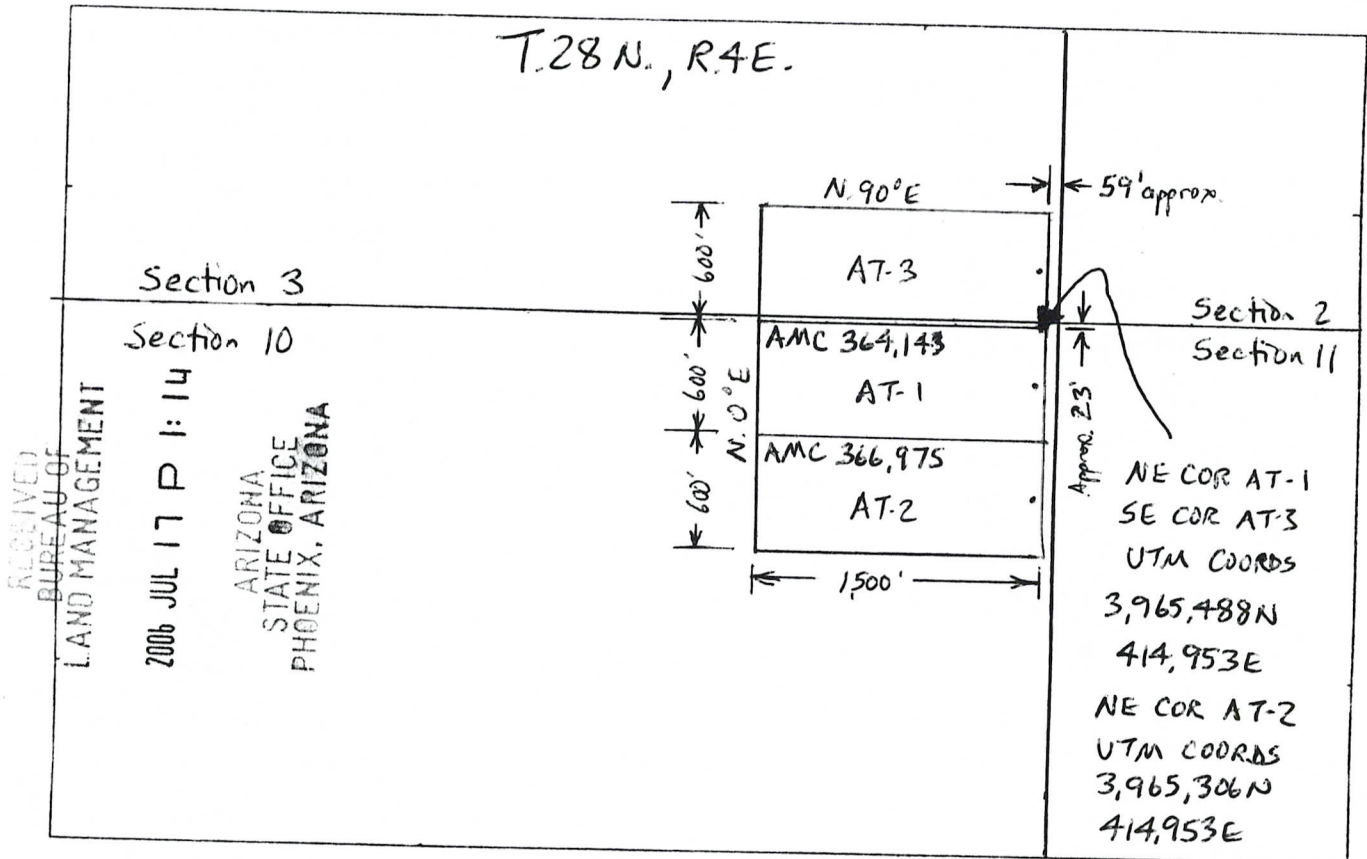 T.28 N., R.4E.
N. 90°E
59' approx.
600'
AT-3
Section 3
Section 2
Section 10
Section 11
AMC 364,143
600'
N. 0°E
AT-1
Approx. 23'
AMC 366,975
600'
AT-2
1,500'
NE COR AT-1
SE COR AT-3
UTM COORDS
3,965,488N
414,953E
NE COR AT-2
UTM COORDS
3,965,306N
414,953E
RECEIVED
BUREAU OF
LAND MANAGEMENT
2006 JUL 17 P 1:14
ARIZONA
STATE OFFICE
PHOENIX, ARIZONA